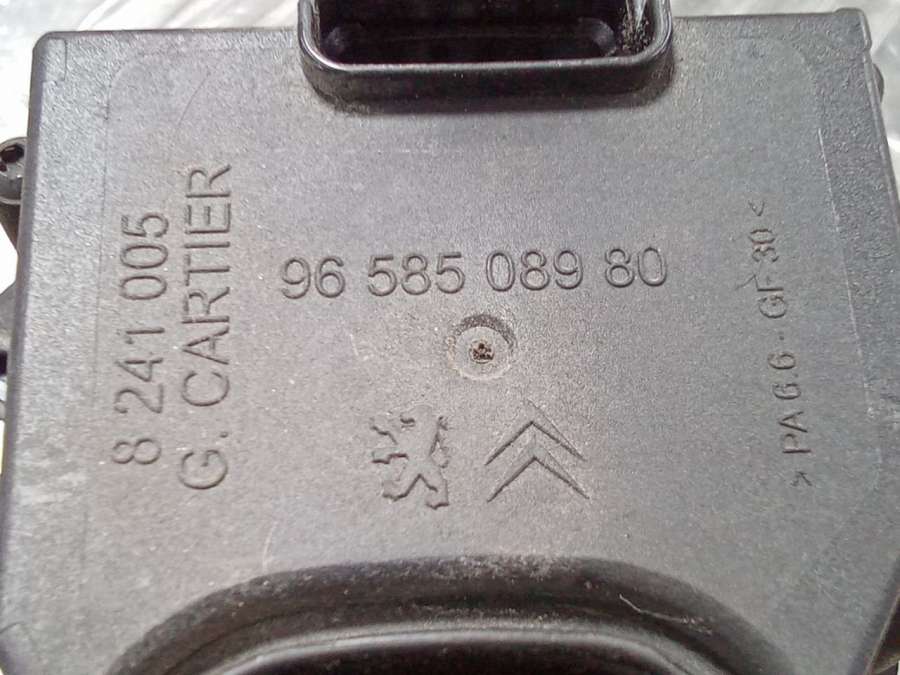 8 241 005
G. CARTIER
96 585 089 80
>PA 6.6 - GF 30<